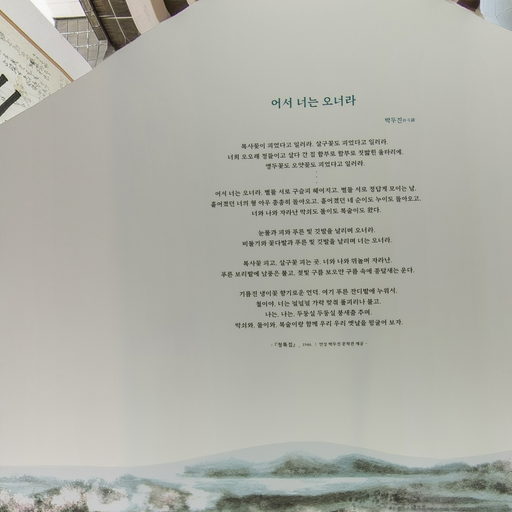 어서 너는 오너라
박두진
복사꽃이 피었다고 일러라. 살구꽃도 피었다고 일러라.
너희 오오래 정들이고 살다 간 집 함부로 함부로 짓밟힌 울타리에,
앵두꽃도 오얏꽃도 피었다고 일러라.
어서 너는 오너라. 별들 서로 구슬피 헤어지고, 별들 서로 정답게 모이는 날,
흩어졌던 너의 형 아우 총총히 돌아오고, 흩어졌던 네 순이도 누이도 돌아오고,
너와 나와 자라난 막쇠도 돌이도 복술이도 왔다.
눈물과 피와 푸른 빛 깃발을 날리며 오너라.
비둘기와 꽃다발과 푸른 빛 깃발을 날리며 너는 오너라.
복사꽃 피고, 살구꽃 피는 곳, 너와 나와 뛰놀며 자라난,
푸른 보리밭에 남풍은 불고, 젖빛 구름 보오얀 구름 속에 종달새는 운다.
기름진 냉이꽃 향기로운 언덕, 여기 푸른 잔디밭에 누워서,
철이야, 너는 닐닐닐 가락 맞춰 풀피리나 불고,
나는, 나는, 두둥실 두둥실 붕새춤 추며,
막쇠와, 돌이와, 복술이랑 함께 우리 우리 옛날을 뒹굴어 보자.
-『청록집』, 1946. | 안성 박두진 문학관 제공 -